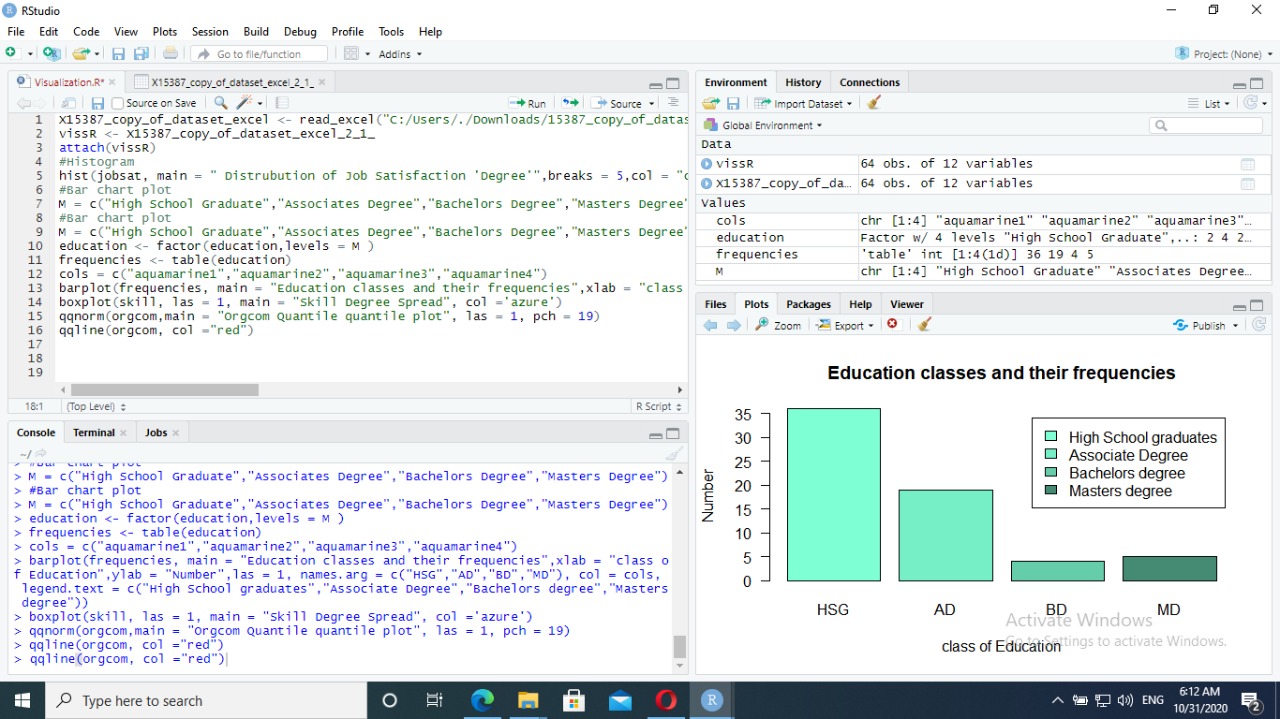 RStudio
File Edit Code View Plots Session Build Debug Profile Tools Help
Go to file/function Addins Project: (None)
Visualization.R* X15387_copy_of_dataset_excel_2_1_
Source on Save Run Source
1 X15387_copy_of_dataset_excel <- read_excel("C:/Users/./Downloads/15387_copy_of_datas
2 vissR <- X15387_copy_of_dataset_excel_2_1_
3 attach(vissR)
4 #Histogram
5 hist(jobsat, main = " Distrubution of Job Satisfaction 'Degree'",breaks = 5,col = "c
6 #Bar chart plot
7 M = c("High School Graduate","Associates Degree","Bachelors Degree","Masters Degree"
8 #Bar chart plot
9 M = c("High School Graduate","Associates Degree","Bachelors Degree","Masters Degree"
10 education <- factor(education,levels = M )
11 frequencies <- table(education)
12 cols = c("aquamarine1","aquamarine2","aquamarine3","aquamarine4")
13 barplot(frequencies, main = "Education classes and their frequencies",xlab = "class
14 boxplot(skill, las = 1, main = "Skill Degree Spread", col ='azure')
15 qqnorm(orgcom,main = "Orgcom Quantile quantile plot", las = 1, pch = 19)
16 qqline(orgcom, col ="red")
17
18
19
18:1 (Top Level) R Script
Console Terminal Jobs
~/
> #Bar chart plot
> M = c("High School Graduate","Associates Degree","Bachelors Degree","Masters Degree")
> #Bar chart plot
> M = c("High School Graduate","Associates Degree","Bachelors Degree","Masters Degree")
> education <- factor(education,levels = M )
> frequencies <- table(education)
> cols = c("aquamarine1","aquamarine2","aquamarine3","aquamarine4")
> barplot(frequencies, main = "Education classes and their frequencies",xlab = "class o
f Education",ylab = "Number",las = 1, names.arg = c("HSG","AD","BD","MD"), col = cols,
legend.text = c("High School graduates","Associate Degree","Bachelors degree","Masters
degree"))
> boxplot(skill, las = 1, main = "Skill Degree Spread", col ='azure')
> qqnorm(orgcom,main = "Orgcom Quantile quantile plot", las = 1, pch = 19)
> qqline(orgcom, col ="red")
> qqline(orgcom, col ="red")
Environment History Connections
Import Dataset List
Global Environment
Data
vissR 64 obs. of 12 variables
X15387_copy_of_da... 64 obs. of 12 variables
Values
cols chr [1:4] "aquamarine1" "aquamarine2" "aquamarine3"...
education Factor w/ 4 levels "High School Graduate",..: 2 4 2...
frequencies 'table' int [1:4(1d)] 36 19 4 5
M chr [1:4] "High School Graduate" "Associates Degree...
Files Plots Packages Help Viewer
Zoom Export Publish
Education classes and their frequencies
35
30
25
20
15
10
5
0
Number
High School graduates
Associate Degree
Bachelors degree
Masters degree
HSG AD BD MD
class of Education
Activate Windows
Go to Settings to activate Windows.
Type here to search
ENG
6:12 AM
10/31/2020
2